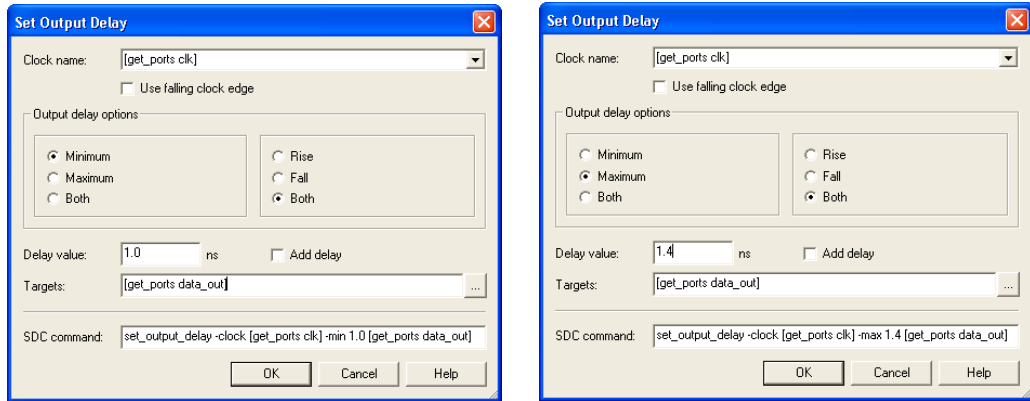 Set Output Delay
Clock name: [get_ports clk]
Use falling clock edge
Output delay options
Minimum Rise
Maximum Fall
Both Both
Delay value: 1.0 ns Add delay
Targets: [get_ports data_out] ...
SDC command: set_output_delay -clock [get_ports clk] -min 1.0 [get_ports data_out]
OK Cancel Help
Set Output Delay
Clock name: [get_ports clk]
Use falling clock edge
Output delay options
Minimum Rise
Maximum Fall
Both Both
Delay value: 1.4 ns Add delay
Targets: [get_ports data_out] ...
SDC command: set_output_delay -clock [get_ports clk] -max 1.4 [get_ports data_out]
OK Cancel Help